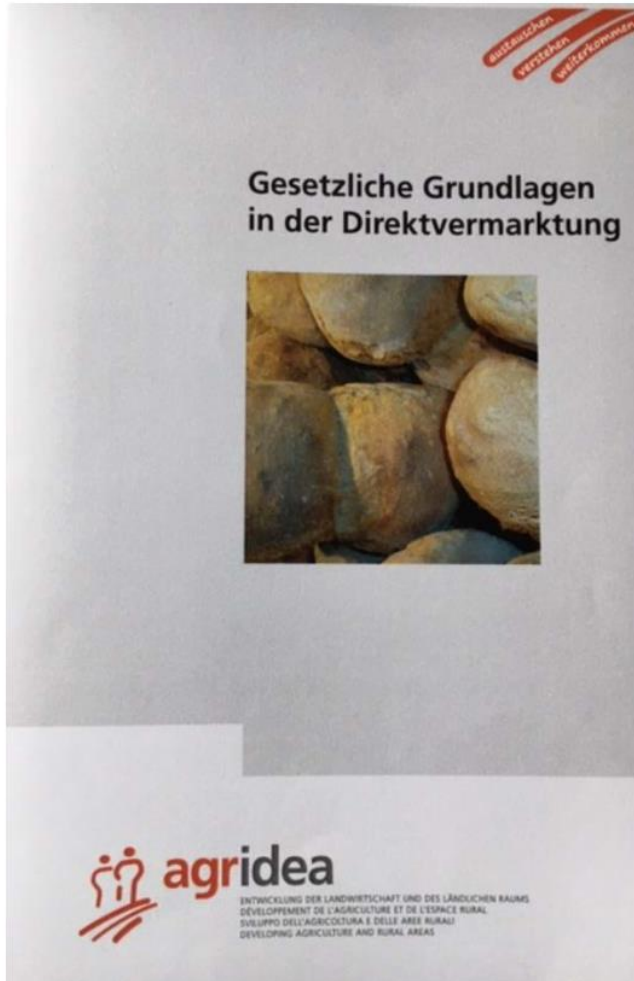 austauschen
verstehen
weiterkommen
Gesetzliche Grundlagen
in der Direktvermarktung
agridea
ENTWICKLUNG DER LANDWIRTSCHAFT UND DES LÄNDLICHEN RAUMS
DÉVELOPPEMENT DE L'AGRICULTURE ET DE L'ESPACE RURAL
SVILUPPO DELL'AGRICOLTURA E DELLE AREE RURALI
DEVELOPING AGRICULTURE AND RURAL AREAS